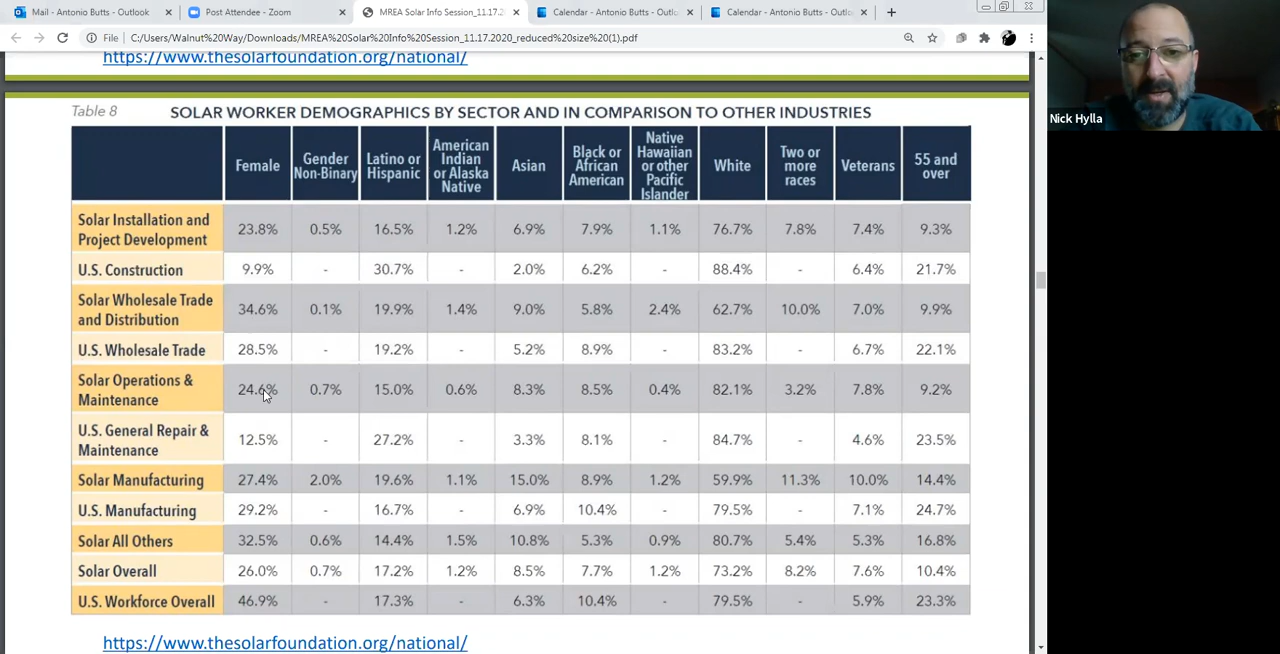 Mail - Antonio Butts - Outlook
Post Attendee - Zoom
MREA Solar Info Session_11.17.2
Calendar - Antonio Butts - Outlo
Calendar - Antonio Butts - Outlo
File C:/Users/Walnut%20Way/Downloads/MREA%20Solar%20Info%20Session_11.17.2020_reduced%20size%20(1).pdf
https://www.thesolarfoundation.org/national/
Nick Hylla
Table 8 SOLAR WORKER DEMOGRAPHICS BY SECTOR AND IN COMPARISON TO OTHER INDUSTRIES
Female
Gender
Non-Binary
Latino or
Hispanic
American
Indian
or Alaska
Native
Asian
Black or
African
American
Native
Hawaiian
or other
Pacific
Islander
White
Two or
more
races
Veterans
55 and
over
Solar Installation and
Project Development
23.8% 0.5% 16.5% 1.2% 6.9% 7.9% 1.1% 76.7% 7.8% 7.4% 9.3%
U.S. Construction 9.9% - 30.7% - 2.0% 6.2% - 88.4% - 6.4% 21.7%
Solar Wholesale Trade
and Distribution
34.6% 0.1% 19.9% 1.4% 9.0% 5.8% 2.4% 62.7% 10.0% 7.0% 9.9%
U.S. Wholesale Trade 28.5% - 19.2% - 5.2% 8.9% - 83.2% - 6.7% 22.1%
Solar Operations &
Maintenance
24.6% 0.7% 15.0% 0.6% 8.3% 8.5% 0.4% 82.1% 3.2% 7.8% 9.2%
U.S. General Repair &
Maintenance
12.5% - 27.2% - 3.3% 8.1% - 84.7% - 4.6% 23.5%
Solar Manufacturing 27.4% 2.0% 19.6% 1.1% 15.0% 8.9% 1.2% 59.9% 11.3% 10.0% 14.4%
U.S. Manufacturing 29.2% - 16.7% - 6.9% 10.4% - 79.5% - 7.1% 24.7%
Solar All Others 32.5% 0.6% 14.4% 1.5% 10.8% 5.3% 0.9% 80.7% 5.4% 5.3% 16.8%
Solar Overall 26.0% 0.7% 17.2% 1.2% 8.5% 7.7% 1.2% 73.2% 8.2% 7.6% 10.4%
U.S. Workforce Overall 46.9% - 17.3% - 6.3% 10.4% - 79.5% - 5.9% 23.3%
https://www.thesolarfoundation.org/national/